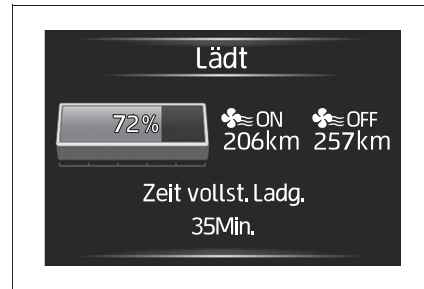 Lädt
72% ON OFF
206km 257km
Zeit vollst. Ladg.
35Min.